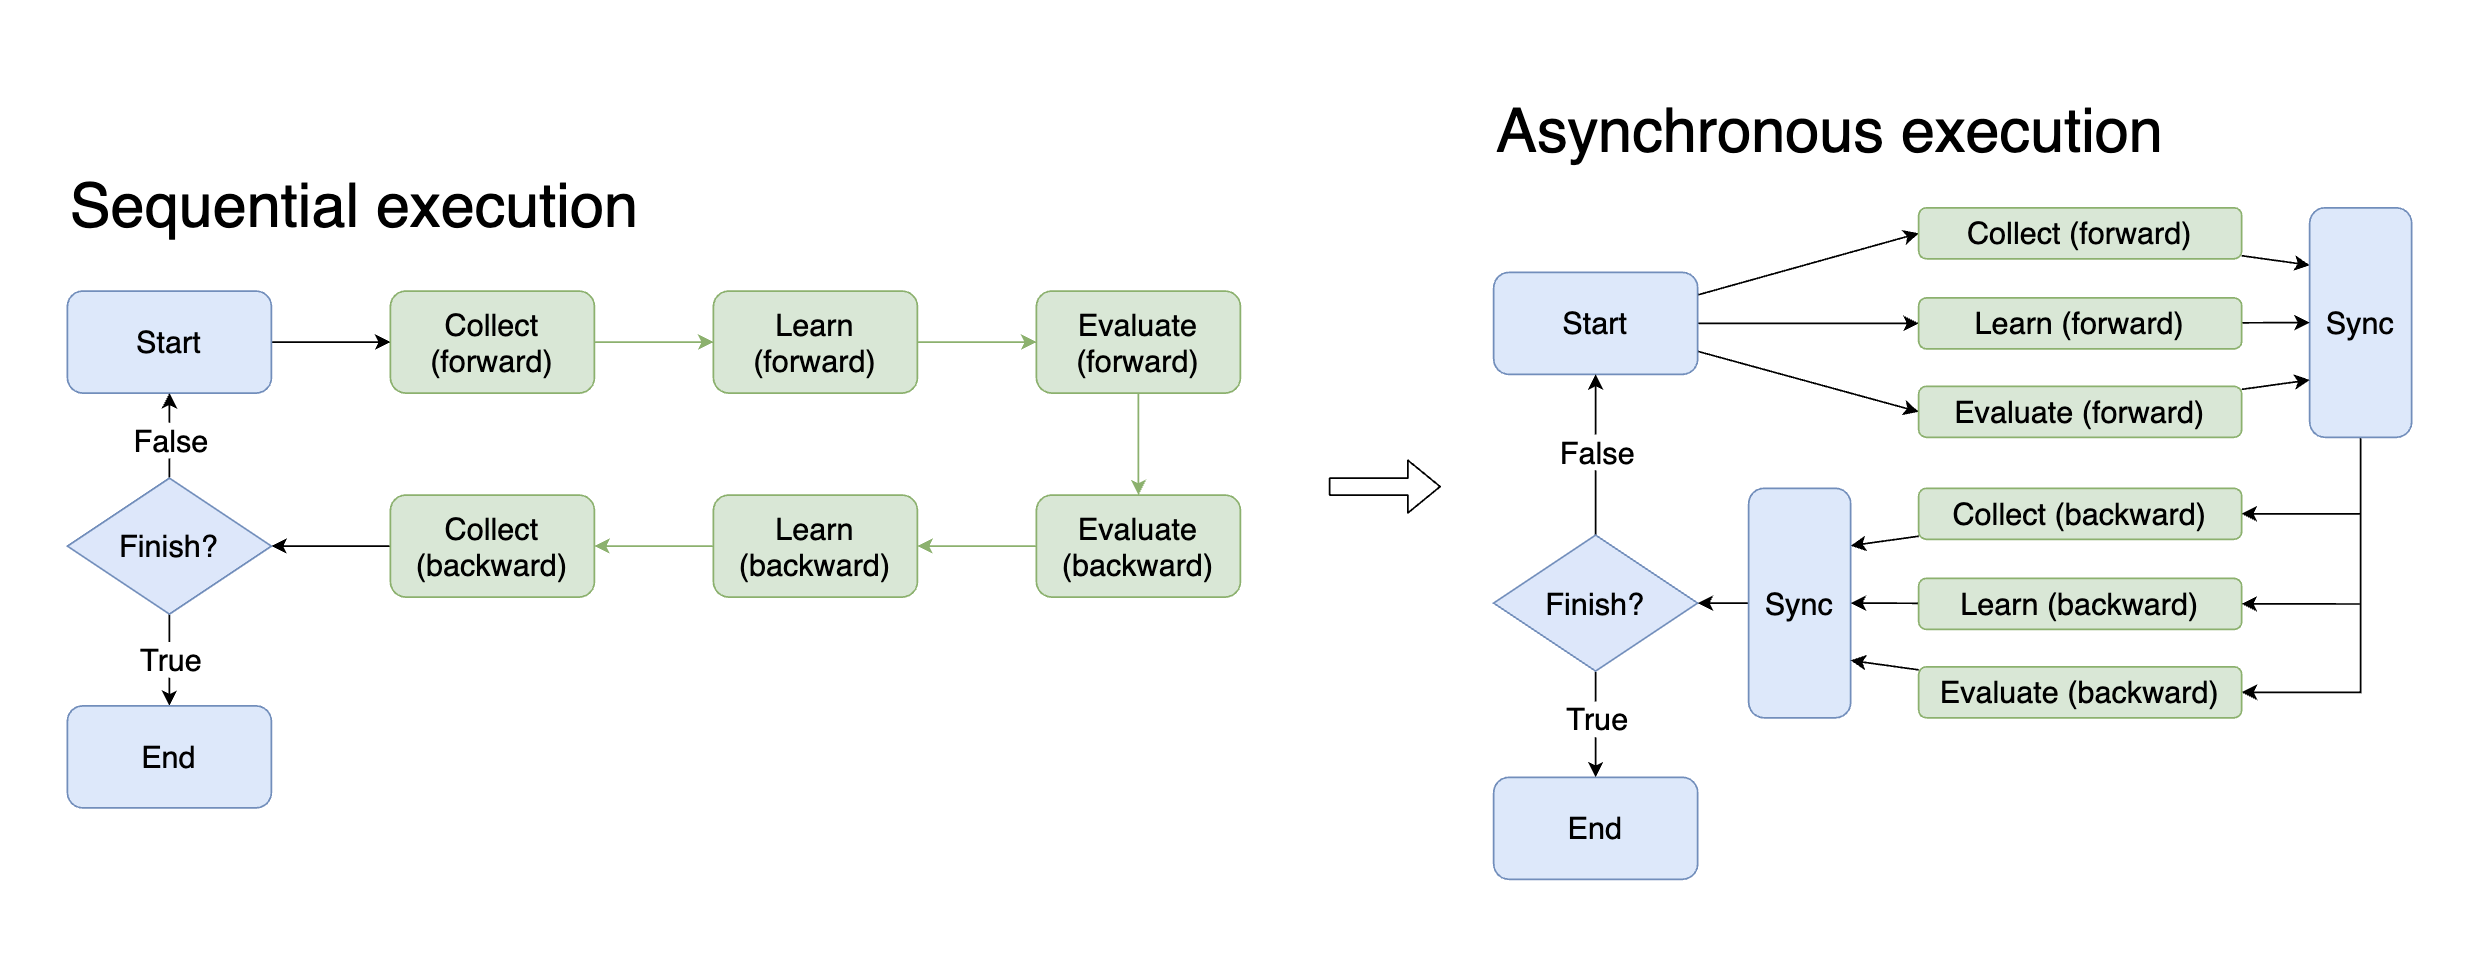 Sequential execution
Start
Collect
(forward)
Learn
(forward)
Evaluate
(forward)
False
Finish?
Collect
(backward)
Learn
(backward)
Evaluate
(backward)
True
End
Asynchronous execution
Start
Collect (forward)
Learn (forward)
Evaluate (forward)
Sync
False
Finish?
Sync
Collect (backward)
Learn (backward)
Evaluate (backward)
True
End